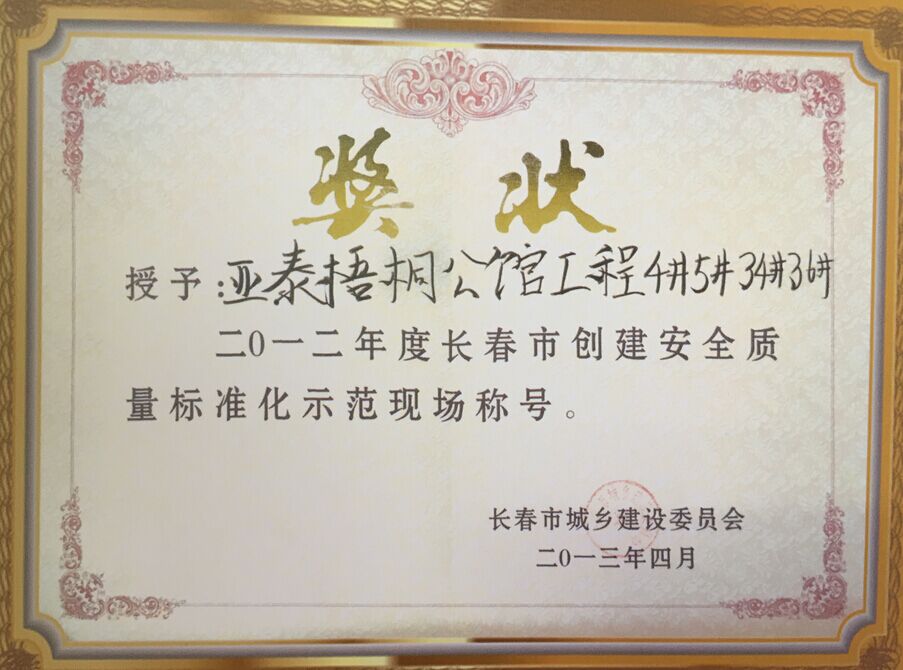 奖状
授予:亚泰梧桐公馆工程4#5#34#36#
二0一二年度长春市创建安全质
量标准化示范现场称号。
长春市城乡建设委员会
二0一三年四月